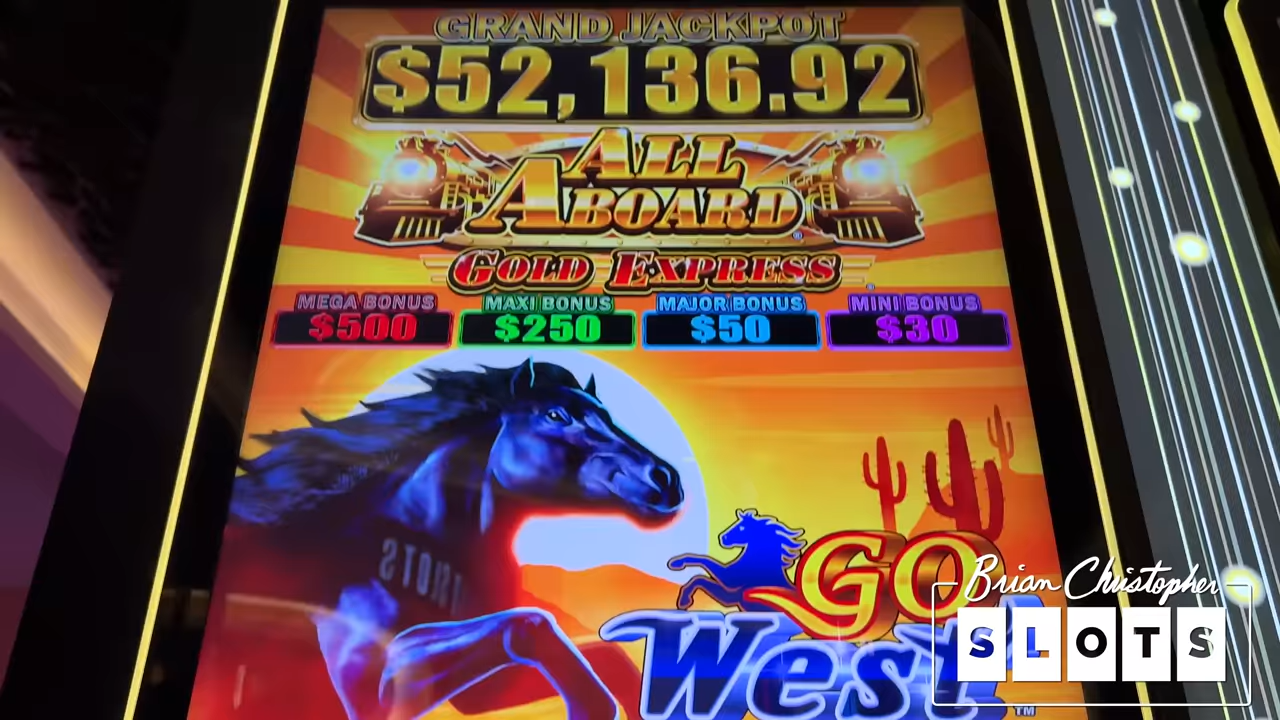 GRAND JACKPOT
$52,136.92
ALL
ABOARD®
GOLD EXPRESS
MEGA BONUS MAXI BONUS MAJOR BONUS MINI BONUS
$500 $250 $50 $30
GO
West
TM
Brian Christopher
SLOTS